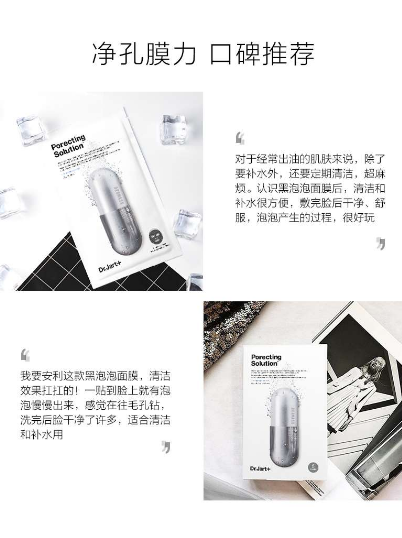 净孔膜力 口碑推荐
Porecting
Solution
Dr.Jart+
对于经常出油的肌肤来说，除了
要补水外，还要定期清洁，超麻
烦。认识黑泡泡面膜后，清洁和
补水很方便，敷完脸后干净、舒
服，泡泡产生的过程，很好玩
我要安利这款黑泡泡面膜，清洁
效果扛扛的！一贴到脸上就有泡
泡慢慢出来，感觉在往毛孔钻，
洗完后脸干净了许多，适合清洁
和补水用
Porecting
Solution
Dr.Jart+